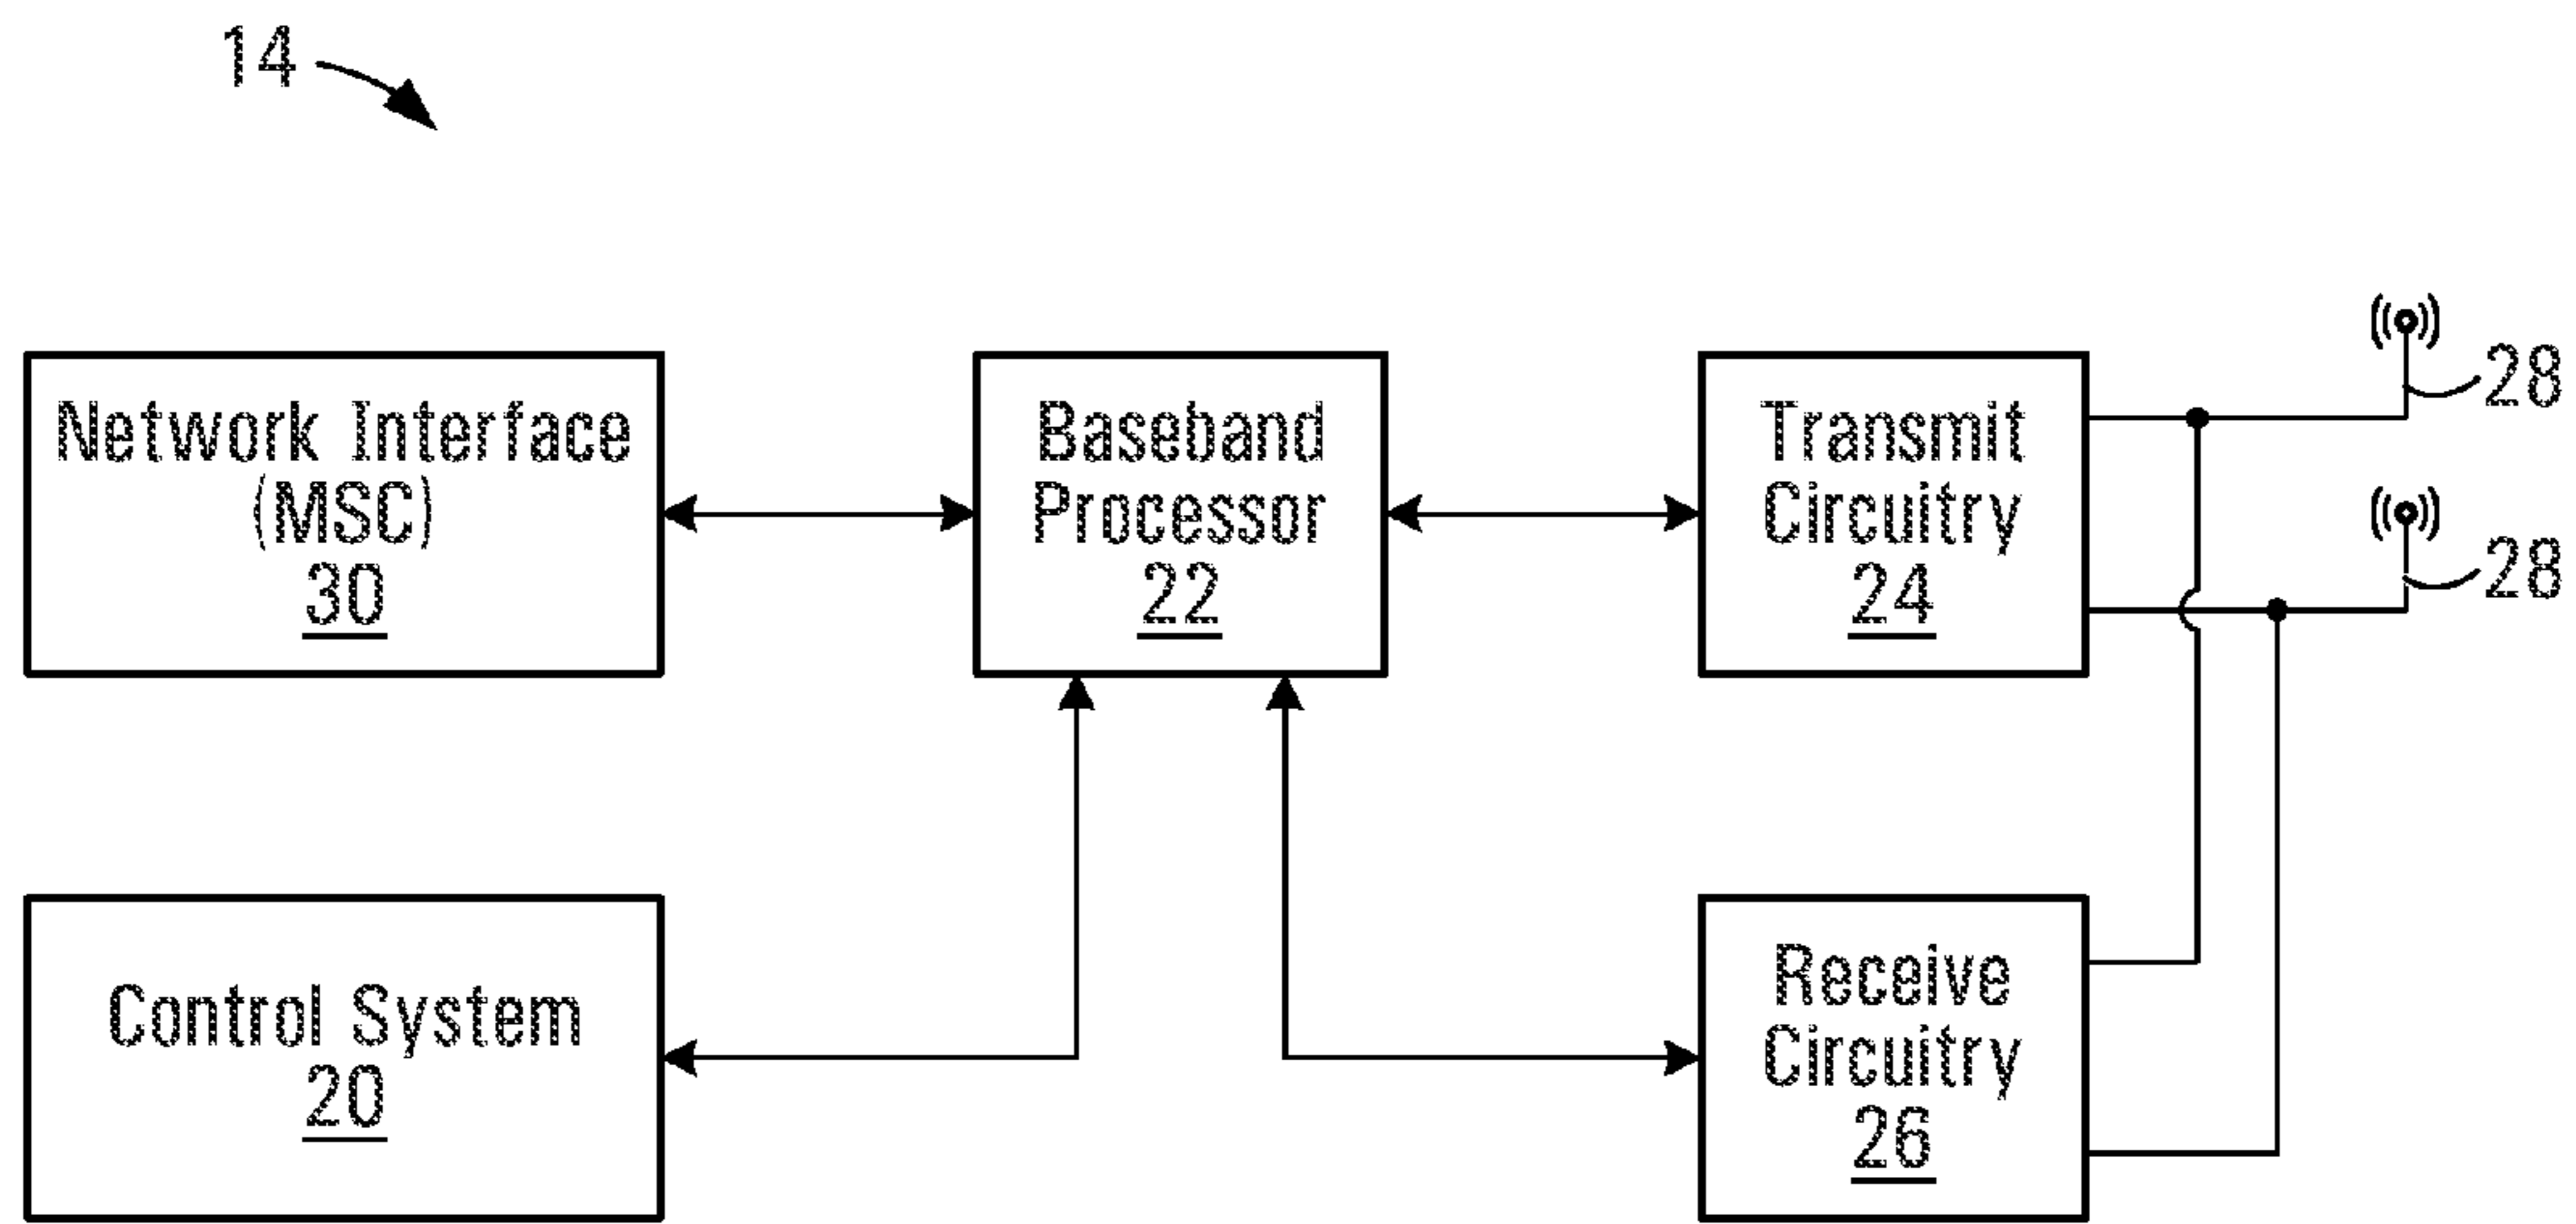 14
Network Interface
(MSC)
30
Baseband
Processor
22
Transmit
Circuitry
24
28
28
Control System
20
Receive
Circuitry
26